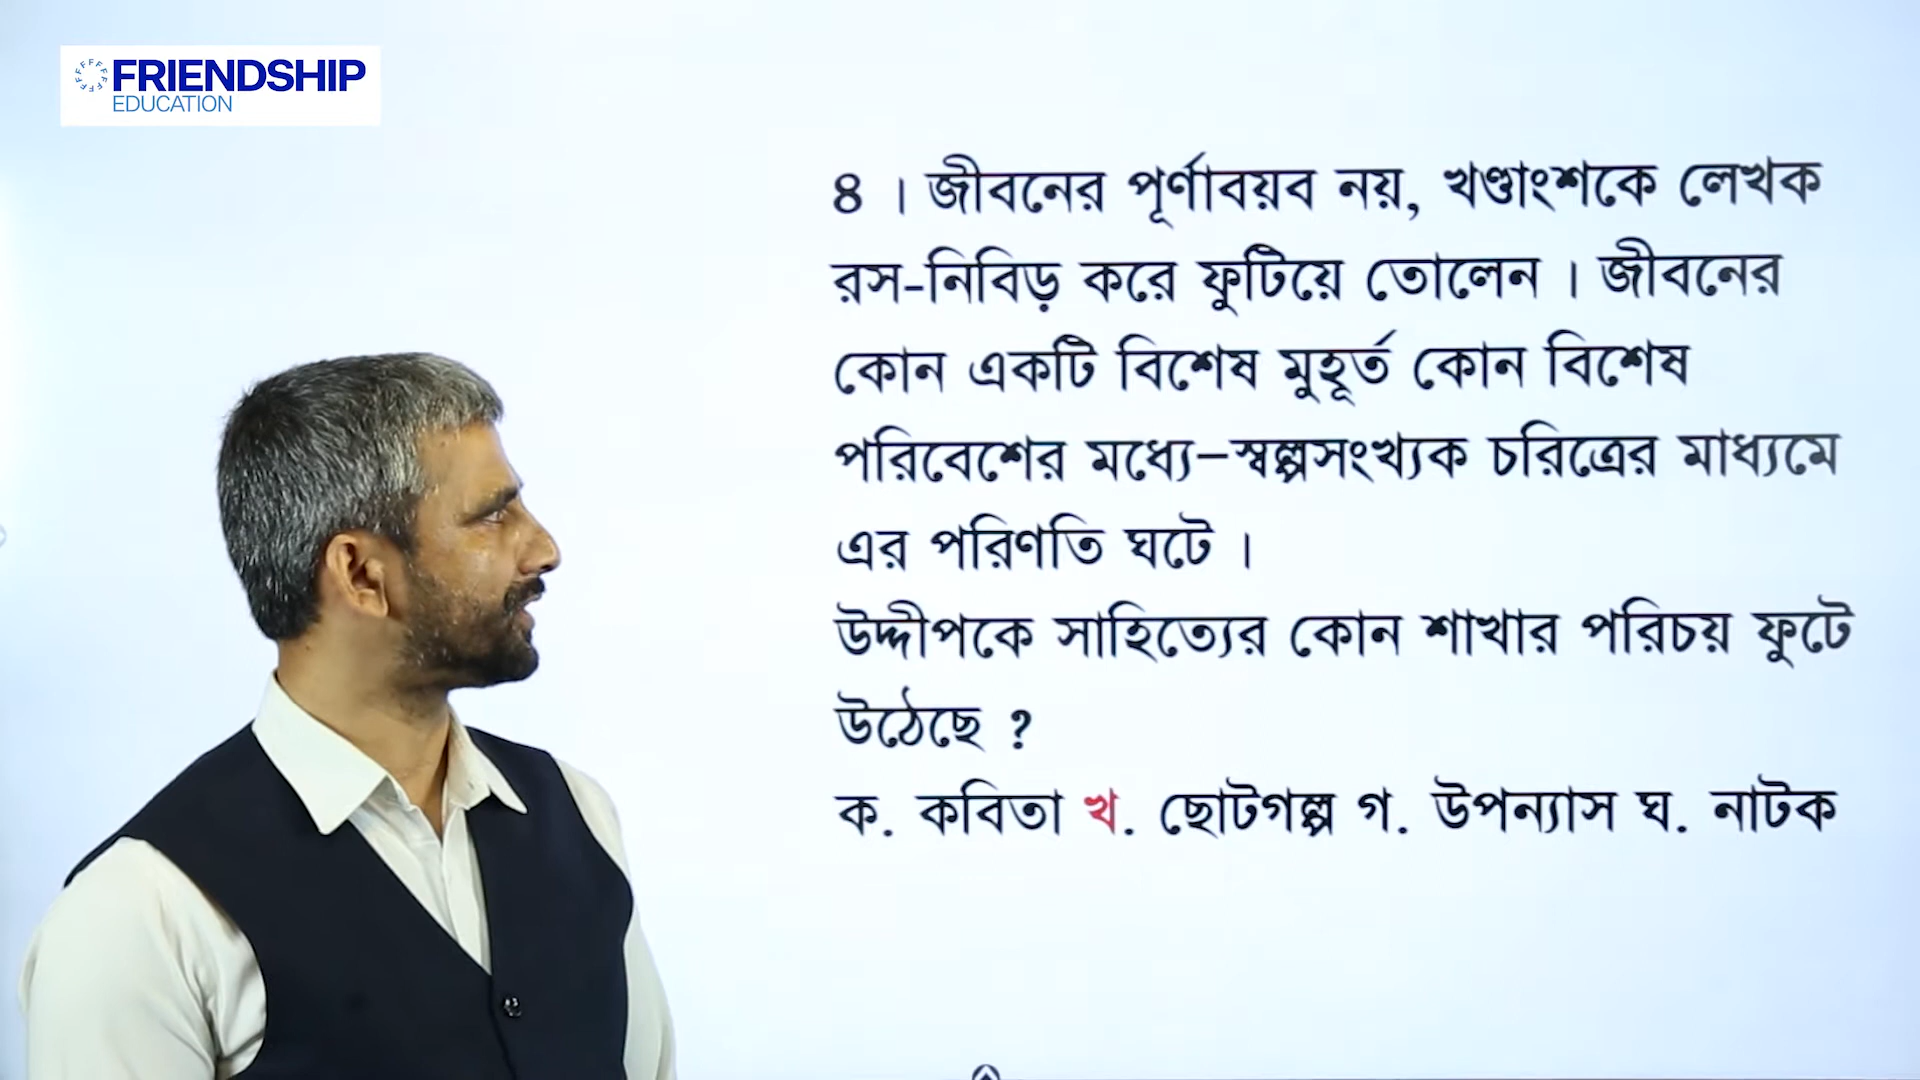 FRIENDSHIP
EDUCATION
৪ । জীবনের পূর্ণাবয়ব নয়, খণ্ডাংশকে লেখক
রস-নিবিড় করে ফুটিয়ে তোলেন । জীবনের
কোন একটি বিশেষ মুহূর্ত কোন বিশেষ
পরিবেশের মধ্যে–স্বল্পসংখ্যক চরিত্রের মাধ্যমে
এর পরিণতি ঘটে ।
উদ্দীপকে সাহিত্যের কোন শাখার পরিচয় ফুটে
উঠেছে ?
ক. কবিতা খ. ছোটগল্প গ. উপন্যাস ঘ. নাটক